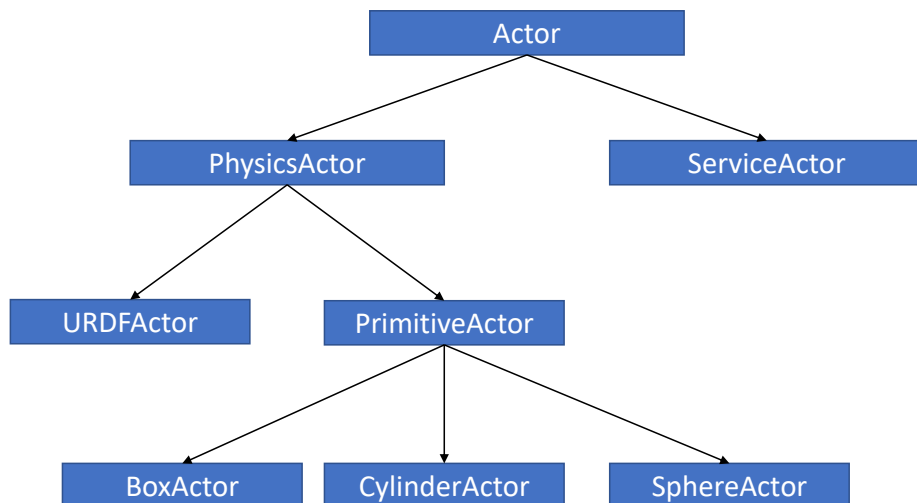 Actor
PhysicsActor
ServiceActor
URDFActor
PrimitiveActor
BoxActor
CylinderActor
SphereActor